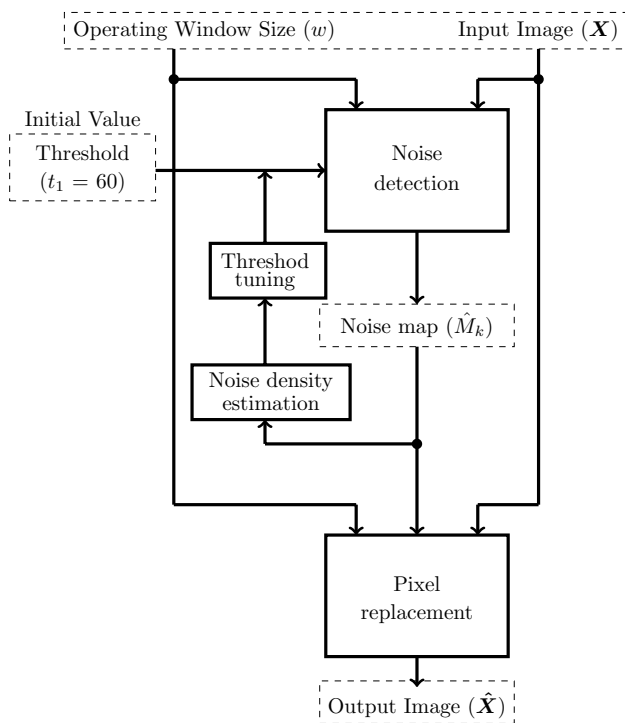 Operating Window Size (w)
Input Image (X)
Initial Value
Threshold
(t₁ = 60)
Noise
detection
Threshod
tuning
Noise map (M̂ₖ)
Noise density
estimation
Pixel
replacement
Output Image (X̂)